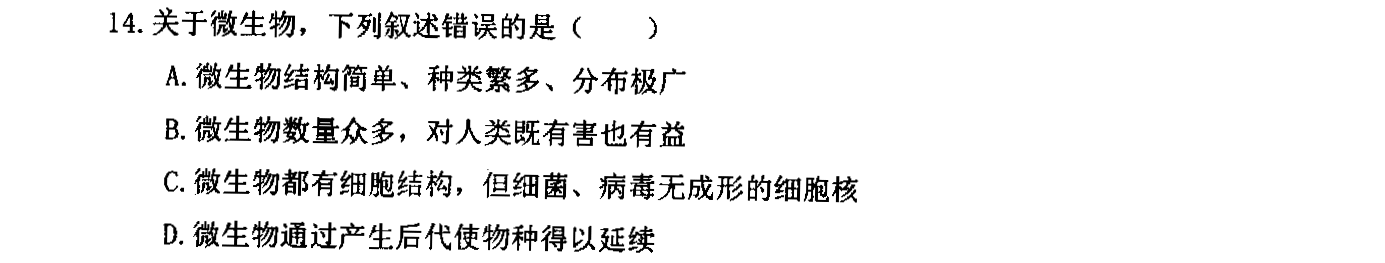 14. 关于微生物，下列叙述错误的是（　　）
A. 微生物结构简单、种类繁多、分布极广
B. 微生物数量众多，对人类既有害也有益
C. 微生物都有细胞结构，但细菌、病毒无成形的细胞核
D. 微生物通过产生后代使物种得以延续